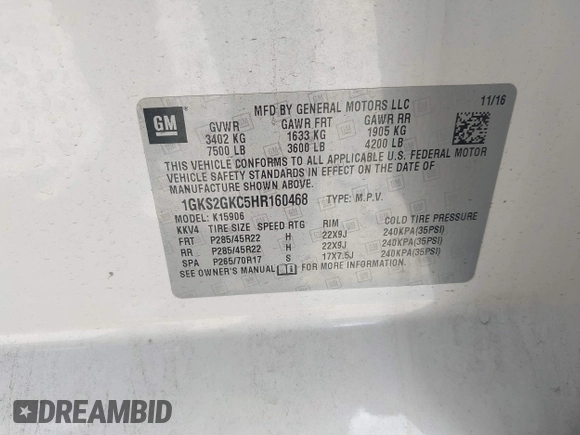 GM
MFD BY GENERAL MOTORS LLC 11/16
GVWR GAWR FRT GAWR RR
3402 KG 1633 KG 1905 KG
7500 LB 3600 LB 4200 LB
THIS VEHICLE CONFORMS TO ALL APPLICABLE U.S. FEDERAL MOTOR
VEHICLE SAFETY STANDARDS IN EFFECT ON THE DATE OF
MANUFACTURE SHOWN ABOVE.
1GKS2GKC5HR160468 TYPE: M.P.V.
MODEL: K15906
KKV4 TIRE SIZE SPEED RTG RIM COLD TIRE PRESSURE
FRT P285/45R22 H 22X9J 240KPA(35PSI)
RR P285/45R22 H 22X9J 240KPA(35PSI)
SPA P265/70R17 S 17X7.5J 240KPA(35PSI)
SEE OWNER'S MANUAL FOR MORE INFORMATION.
DREAMBID